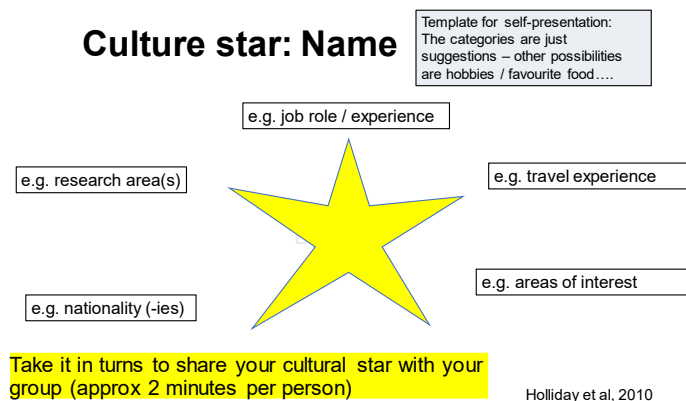 Culture star: Name
Template for self-presentation:
The categories are just
suggestions – other possibilities
are hobbies / favourite food….
e.g. job role / experience
e.g. research area(s)
e.g. travel experience
e.g. areas of interest
e.g. nationality (-ies)
Take it in turns to share your cultural star with your
group (approx 2 minutes per person)
Holliday et al, 2010